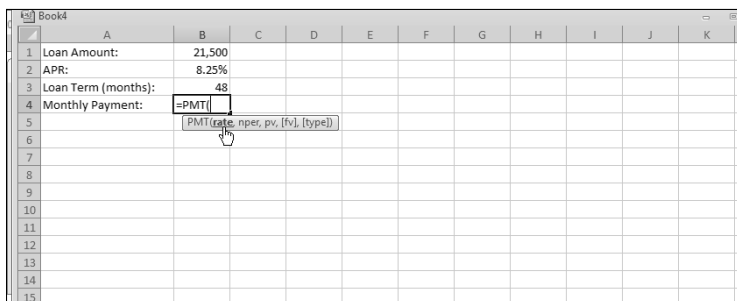 Book4
A B C D E F G H I J K
1 Loan Amount: 21,500
2 APR: 8.25%
3 Loan Term (months): 48
4 Monthly Payment: =PMT(
5 PMT(rate, nper, pv, [fv], [type])
6
7
8
9
10
11
12
13
14
15